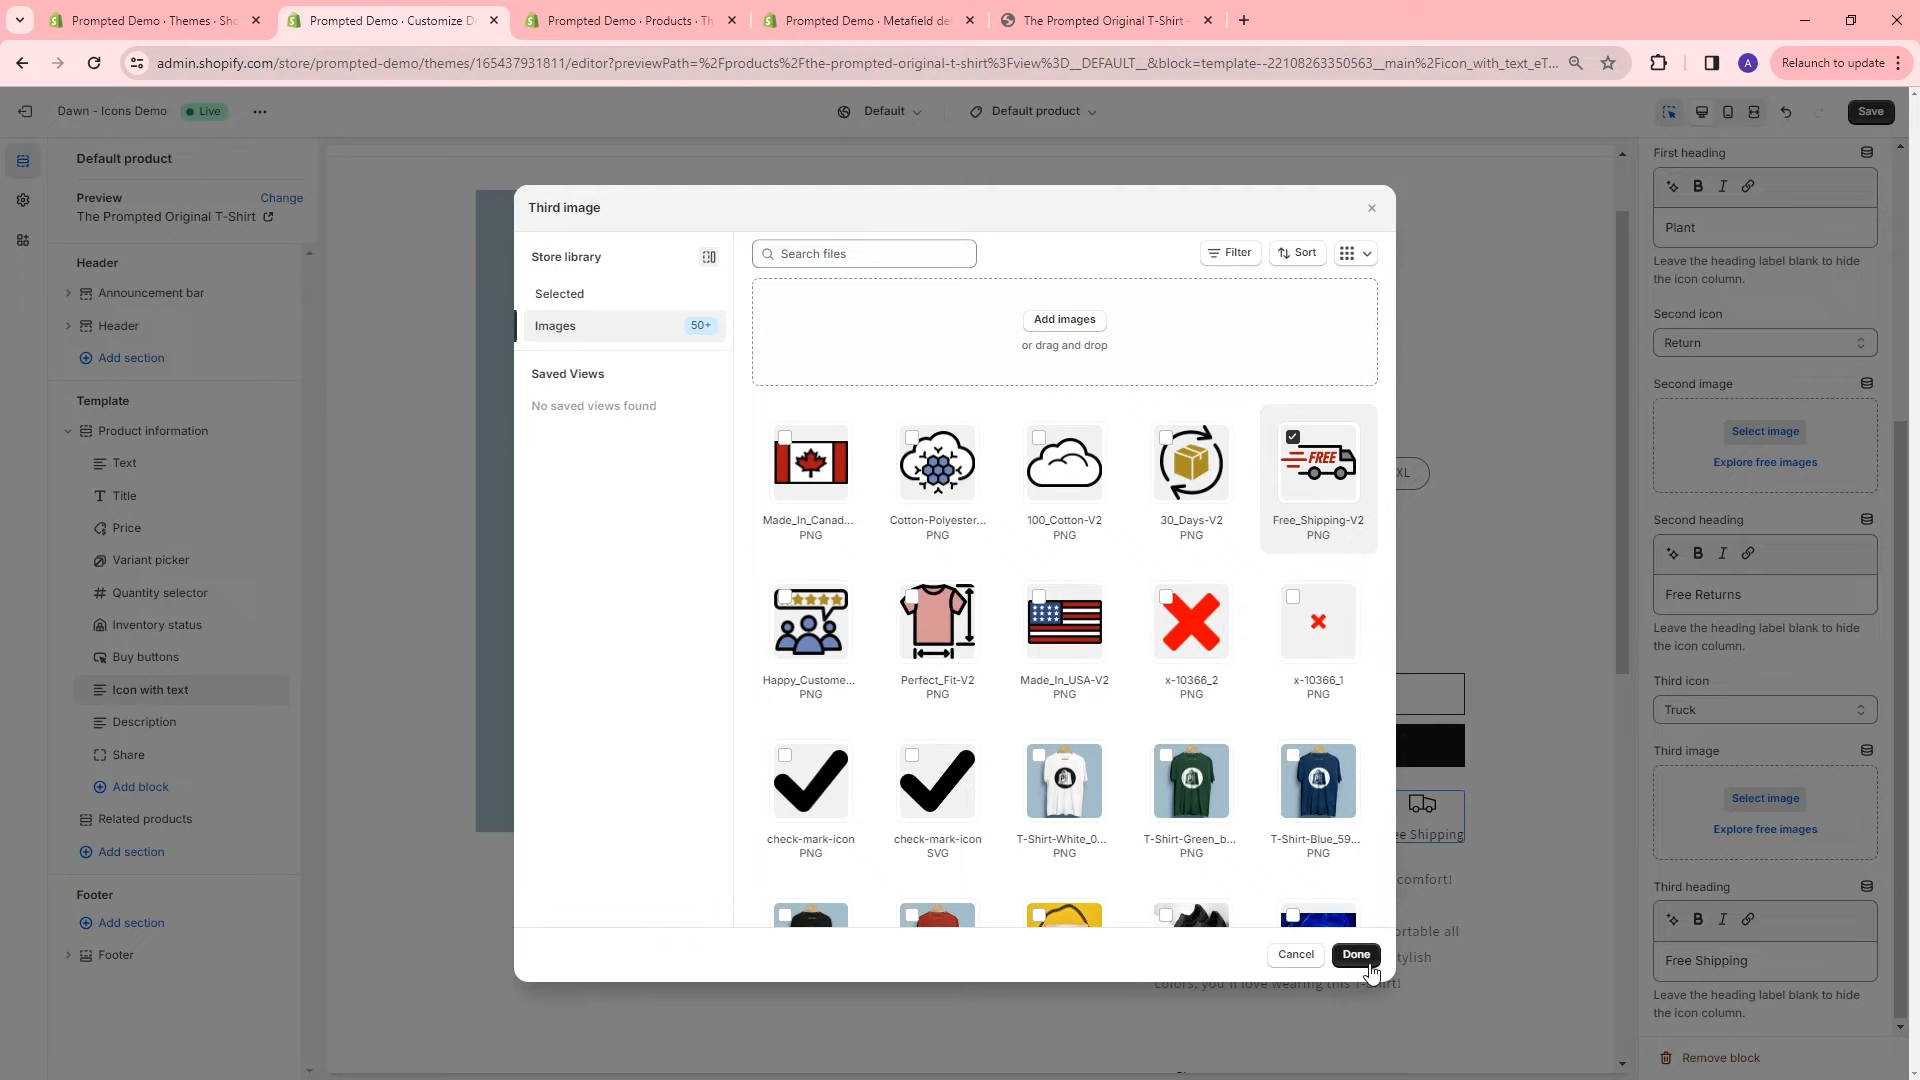 Prompted Demo · Themes · Sho
Prompted Demo · Customize D
Prompted Demo · Products · Th
Prompted Demo · Metafield de
The Prompted Original T-Shirt
admin.shopify.com/store/prompted-demo/themes/165437931811/editor?previewPath=%2Fproducts%2Fthe-prompted-original-t-shirt%3Fview%3D__DEFAULT__&block=template--22108263350563__main%2Ficon_with_text_eT...
A
Relaunch to update
Dawn - Icons Demo
Live
Default
Default product
Save
Default product
Preview
Change
The Prompted Original T-Shirt
Header
Announcement bar
Header
Add section
Template
Product information
Text
Title
Price
Variant picker
Quantity selector
Inventory status
Buy buttons
Icon with text
Description
Share
Add block
Related products
Add section
Footer
Add section
Footer
Third image
Store library
Selected
Images
50+
Saved Views
No saved views found
Search files
Filter
Sort
Add images
or drag and drop
FREE
Made_In_Canad...
PNG
Cotton-Polyester...
PNG
100_Cotton-V2
PNG
30_Days-V2
PNG
Free_Shipping-V2
PNG
Happy_Custome...
PNG
Perfect_Fit-V2
PNG
Made_In_USA-V2
PNG
x-10366_2
PNG
x-10366_1
PNG
check-mark-icon
PNG
check-mark-icon
SVG
T-Shirt-White_0...
PNG
T-Shirt-Green_b...
PNG
T-Shirt-Blue_59...
PNG
Cancel
Done
XL
ee Shipping
comfort!
ortable all
tylish
colors, you'll love wearing this T-Shirt!
First heading
B I
Plant
Leave the heading label blank to hide
the icon column.
Second icon
Return
Second image
Select image
Explore free images
Second heading
B I
Free Returns
Leave the heading label blank to hide
the icon column.
Third icon
Truck
Third image
Select image
Explore free images
Third heading
B I
Free Shipping
Leave the heading label blank to hide
the icon column.
Remove block